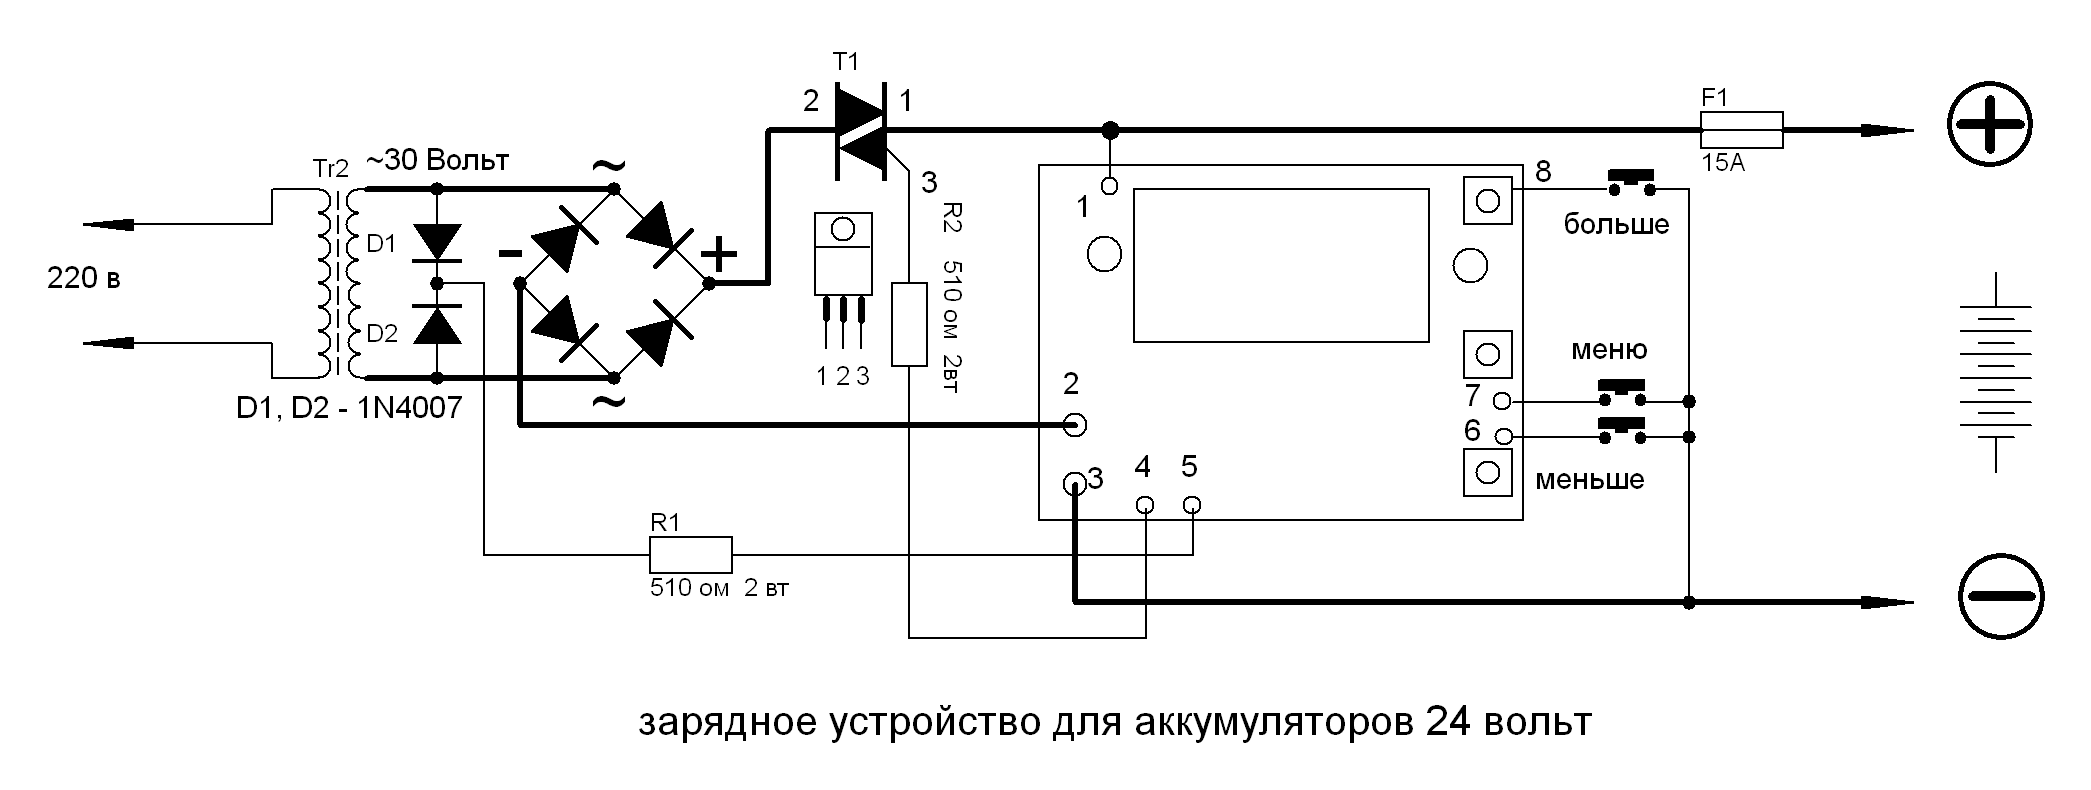 T1
2
1
F1
15A
Tr2
~30 Вольт
~
8
3
1
больше
D1
-
+
R2 510 ом 2вт
220 в
меню
D2
1 2 3
2
7
~
D1, D2 - 1N4007
6
3
4
5
меньше
R1
510 ом 2 вт
зарядное устройство для аккумуляторов 24 вольт